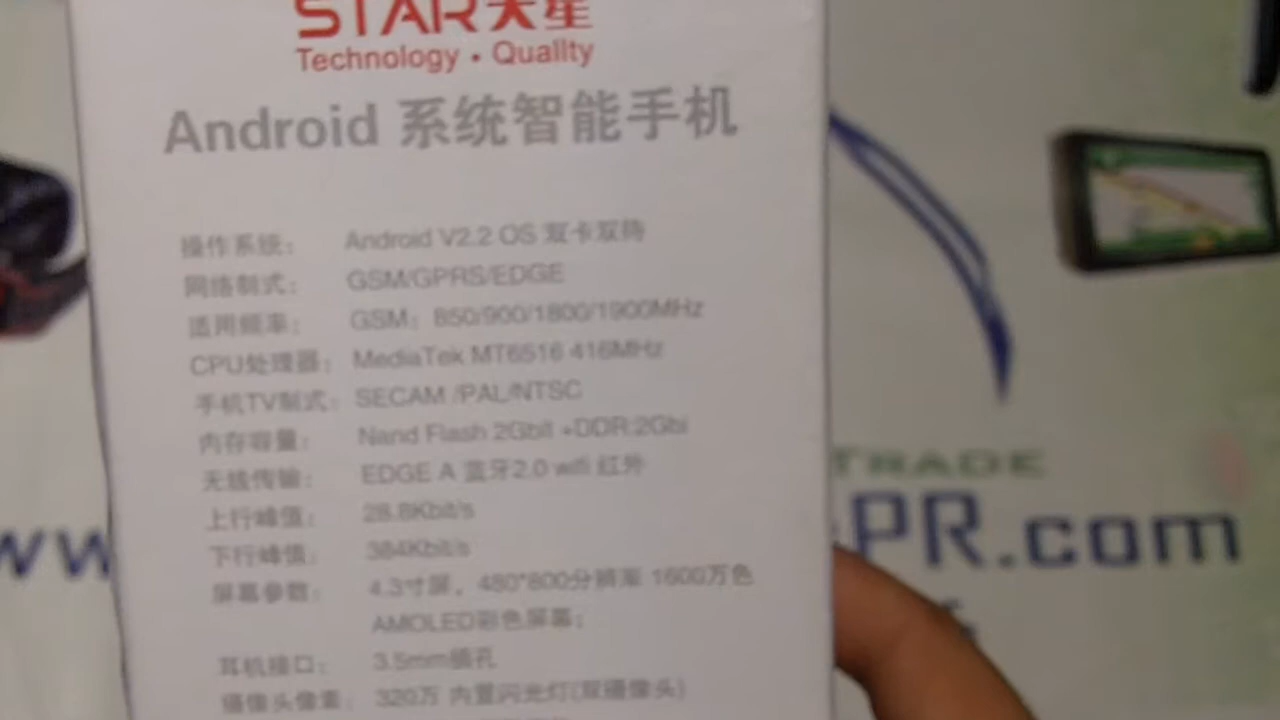 STAR天星
Technology · Quality
Android 系统智能手机
操作系统： Android V2.2 OS 双卡双待
网络制式： GSM/GPRS/EDGE
适用频率： GSM：850/900/1800/1900MHz
CPU处理器： MediaTek MT6516 416MHz
手机TV制式： SECAM /PAL/NTSC
内存容量： Nand Flash 2Gbit +DDR:2Gbi
无线传输： EDGE A 蓝牙2.0 wifi 红外
上行峰值： 28.8Kbit/s
下行峰值： 384Kbit/s
屏幕参数： 4.3寸屏，480*800分辨率 1600万色
AMOLED彩色屏幕；
耳机接口： 3.5mm插孔
摄像头像素： 320万 内置闪光灯(双摄像头)
TRADE
ww
PR.com